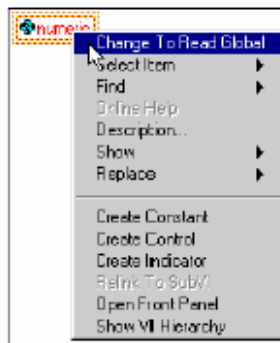 numeric
Change To Read Global
Select Item
Find
Online Help
Description...
Show
Replace
Create Constant
Create Control
Create Indicator
Relink To SubVI
Open Front Panel
Show VI Hierarchy